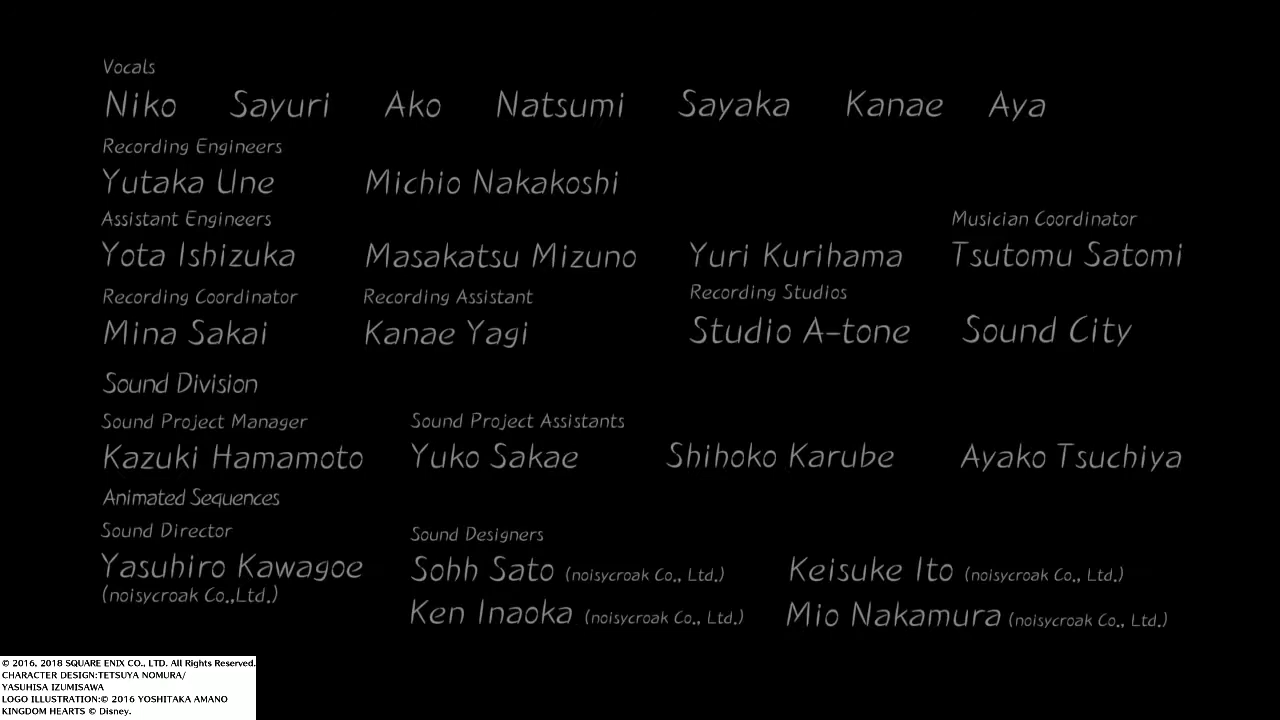 Vocals
Niko Sayuri Ako Natsumi Sayaka Kanae Aya
Recording Engineers
Yutaka Une Michio Nakakoshi
Assistant Engineers Musician Coordinator
Yota Ishizuka Masakatsu Mizuno Yuri Kurihama Tsutomu Satomi
Recording Coordinator Recording Assistant Recording Studios
Mina Sakai Kanae Yagi Studio A-tone Sound City
Sound Division
Sound Project Manager Sound Project Assistants
Kazuki Hamamoto Yuko Sakae Shihoko Karube Ayako Tsuchiya
Animated Sequences
Sound Director Sound Designers
Yasuhiro Kawagoe Sohh Sato (noisycroak Co., Ltd.) Keisuke Ito (noisycroak Co., Ltd.)
(noisycroak Co.,Ltd.)
Ken Inaoka (noisycroak Co., Ltd.) Mio Nakamura (noisycroak Co., Ltd.)
© 2016, 2018 SQUARE ENIX CO., LTD. All Rights Reserved.
CHARACTER DESIGN:TETSUYA NOMURA/
YASUHISA IZUMISAWA
LOGO ILLUSTRATION:© 2016 YOSHITAKA AMANO
KINGDOM HEARTS © Disney.